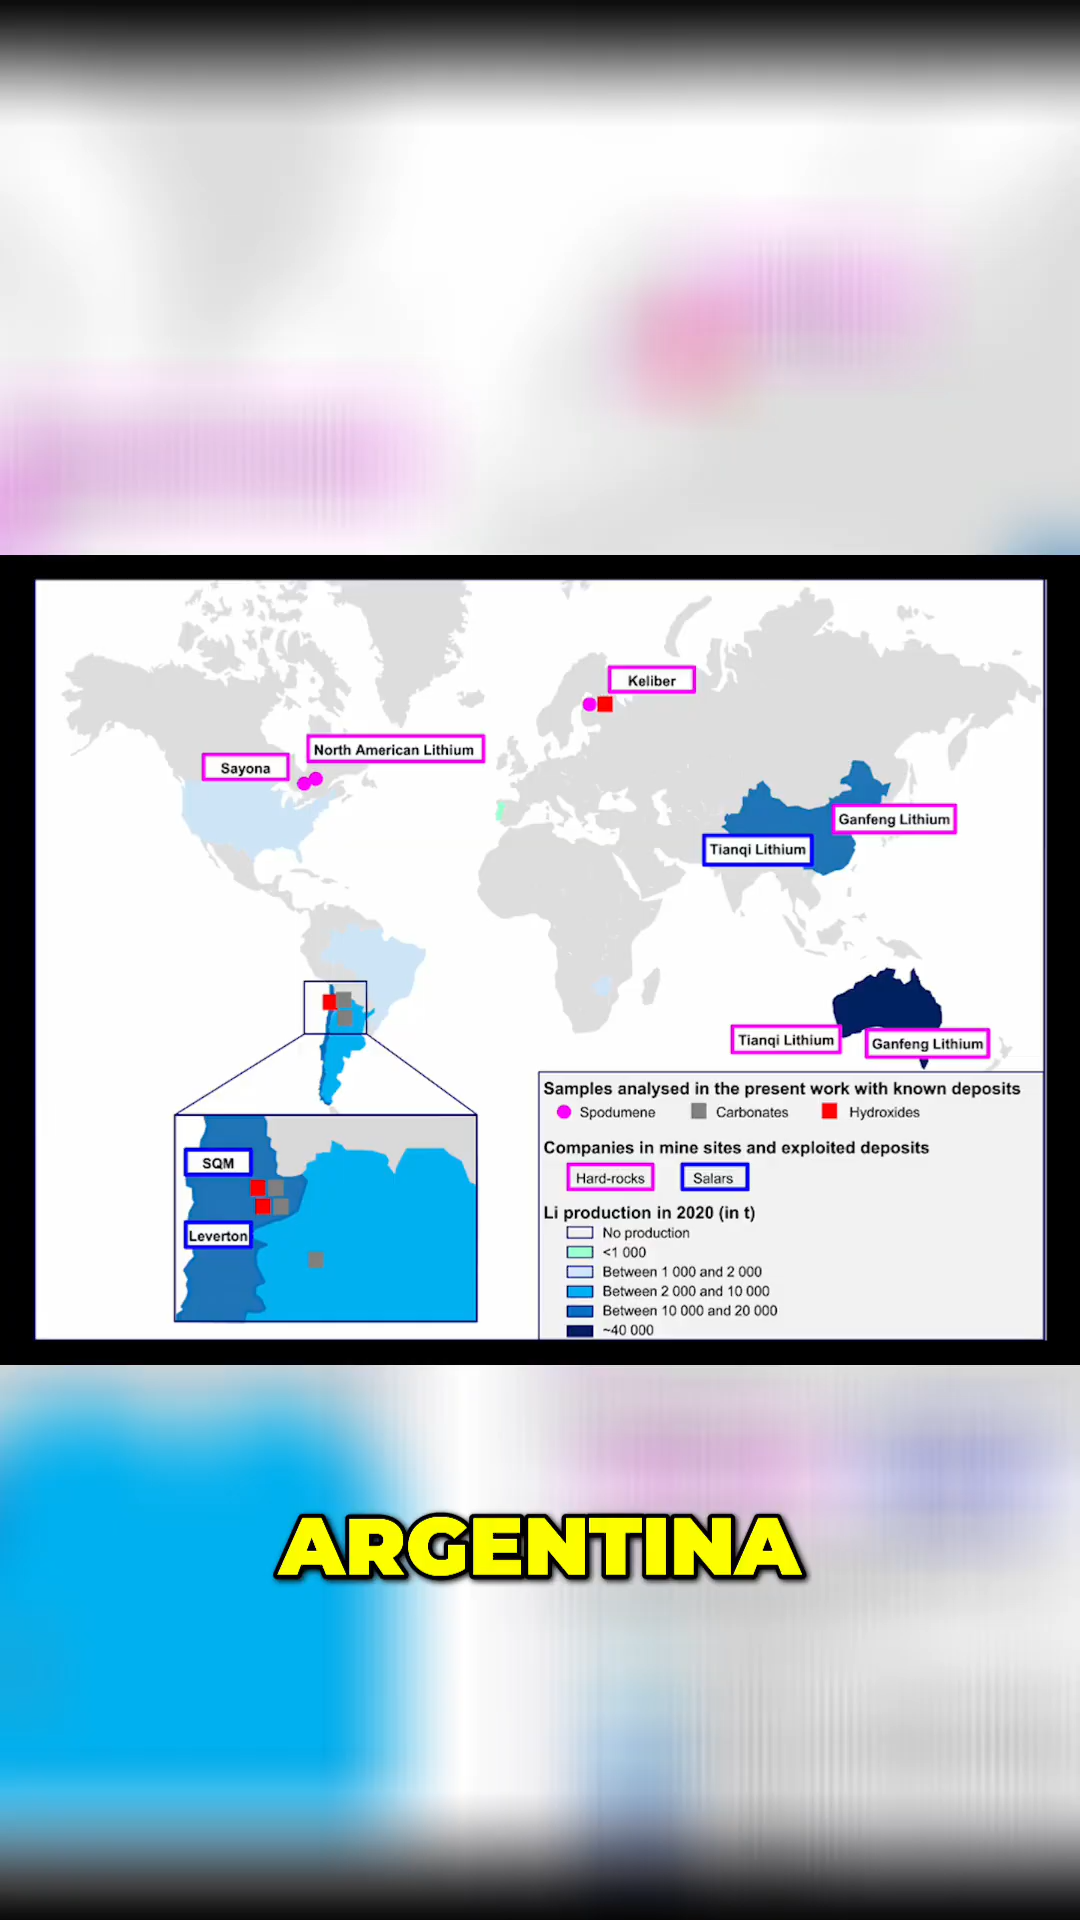 Keliber
North American Lithium
Sayona
Ganfeng Lithium
Tianqi Lithium
Tianqi Lithium
Ganfeng Lithium
SQM
Leverton
Samples analysed in the present work with known deposits
Spodumene
Carbonates
Hydroxides
Companies in mine sites and exploited deposits
Hard-rocks
Salars
Li production in 2020 (in t)
No production
<1 000
Between 1 000 and 2 000
Between 2 000 and 10 000
Between 10 000 and 20 000
~40 000
ARGENTINA